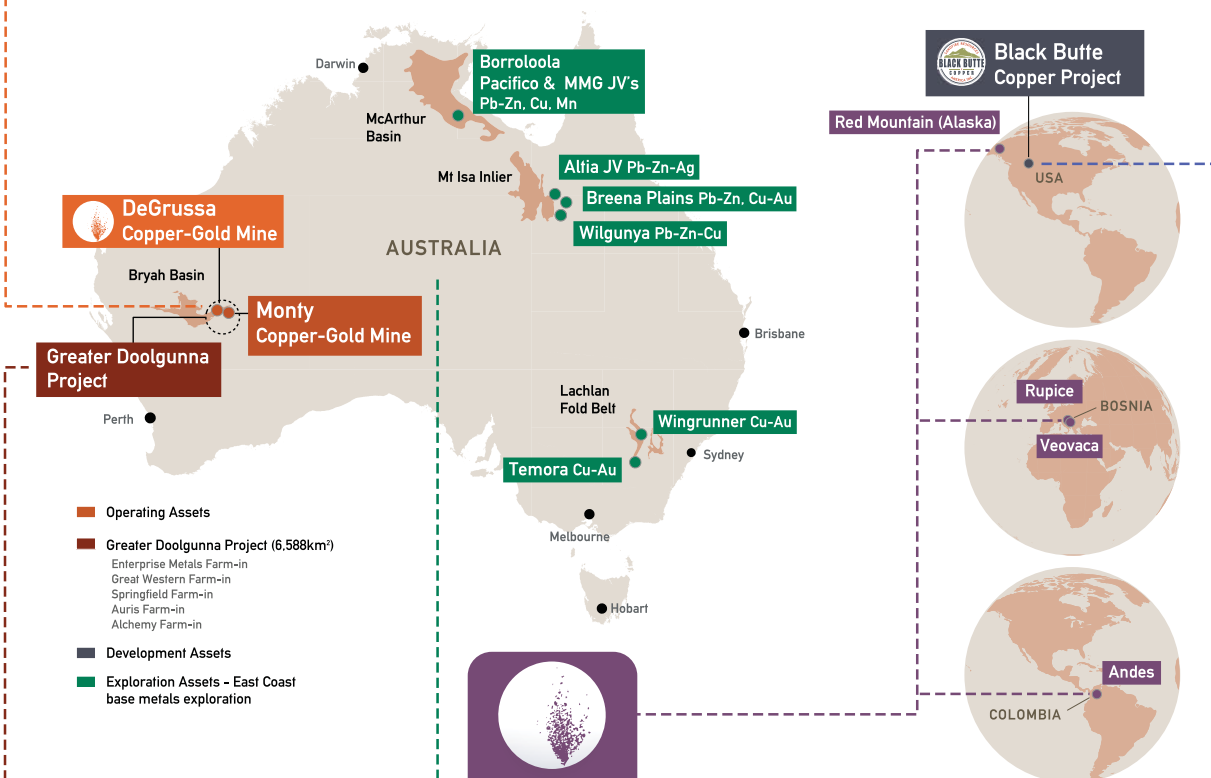 Darwin
Borroloola
Pacifico & MMG JV's
Pb-Zn, Cu, Mn
McArthur
Basin
Mt Isa Inlier
Altia JV Pb-Zn-Ag
Breena Plains Pb-Zn, Cu-Au
Wilgunya Pb-Zn-Cu
DeGrussa
Copper-Gold Mine
AUSTRALIA
Bryah Basin
Monty
Copper-Gold Mine
Greater Doolgunna
Project
Brisbane
Perth
Lachlan
Fold Belt
Wingrunner Cu-Au
Sydney
Temora Cu-Au
Melbourne
Hobart
Operating Assets
Greater Doolgunna Project (6,588km²)
Enterprise Metals Farm-in
Great Western Farm-in
Springfield Farm-in
Auris Farm-in
Alchemy Farm-in
Development Assets
Exploration Assets - East Coast
base metals exploration
BLACK BUTTE
COPPER
Black Butte
Copper Project
Red Mountain (Alaska)
USA
Rupice
BOSNIA
Veovaca
Andes
COLOMBIA